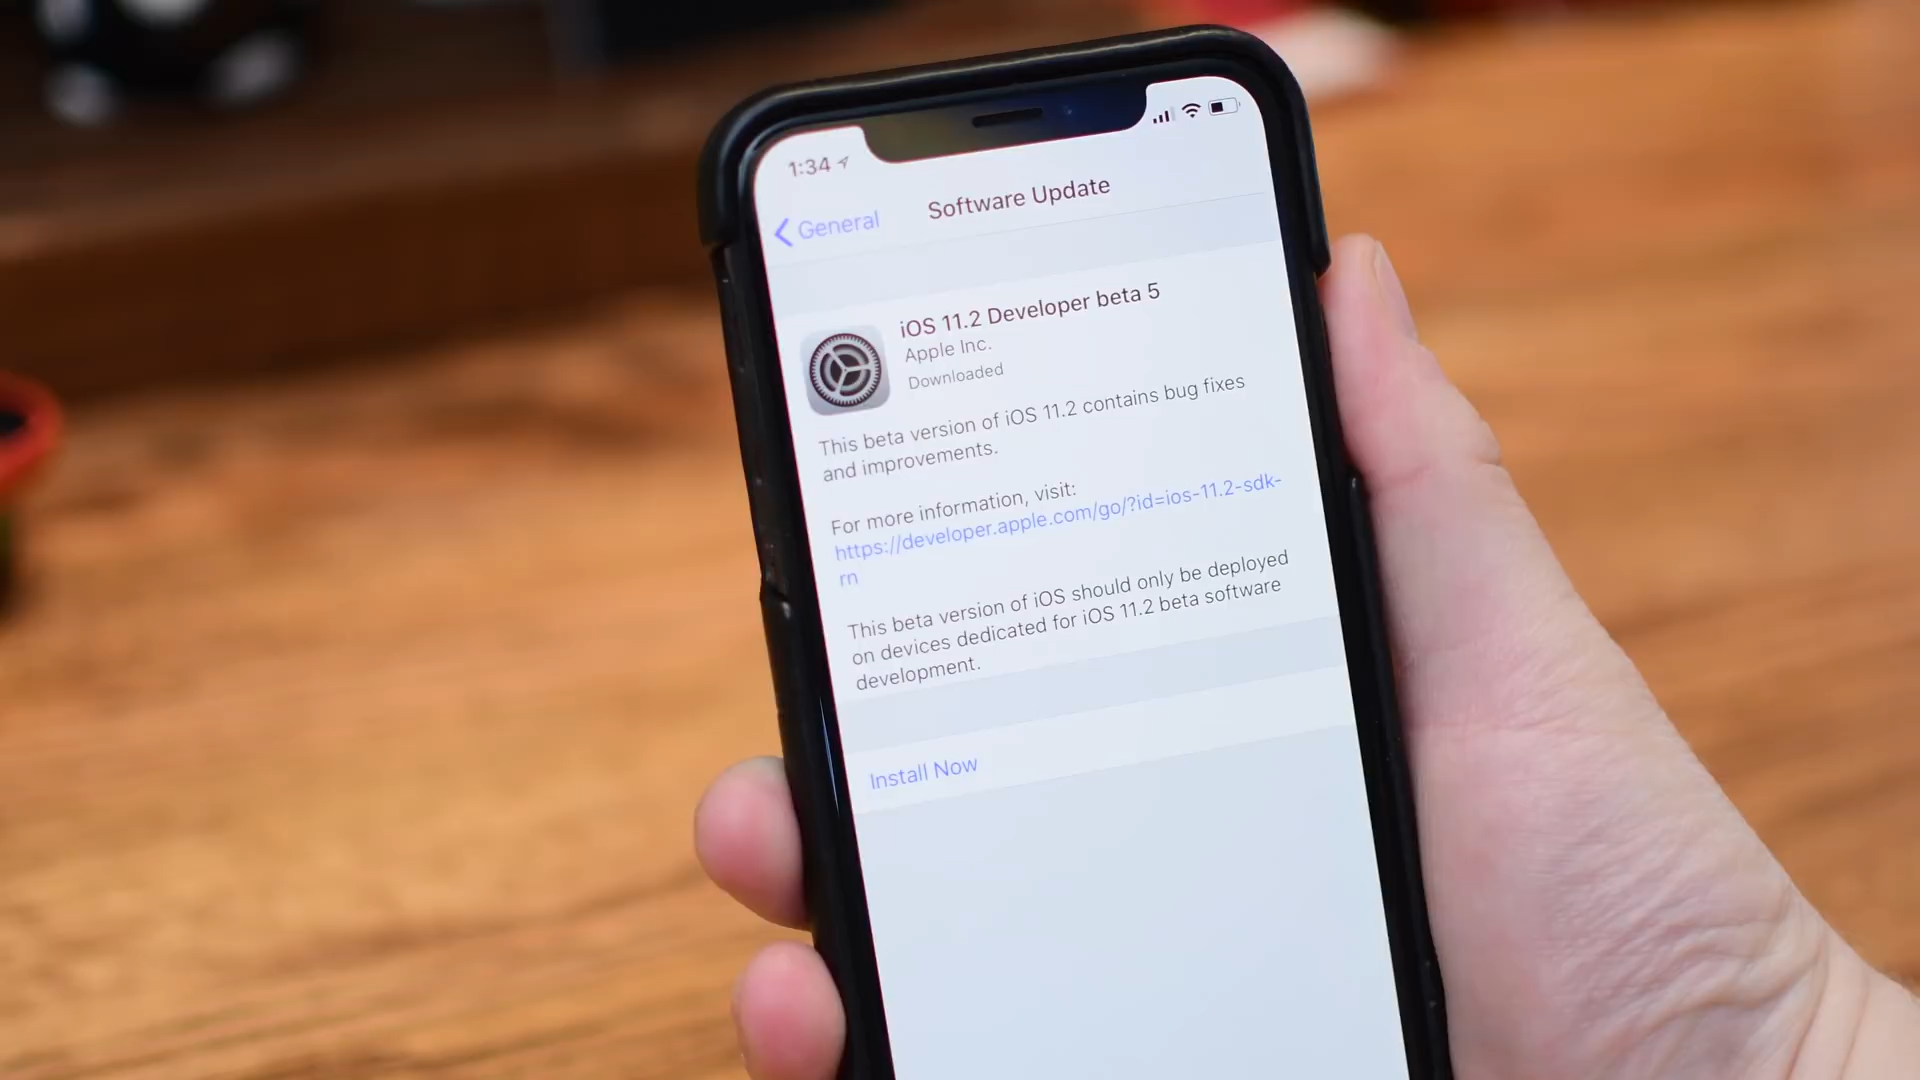 1:34
General
Software Update
iOS 11.2 Developer beta 5
Apple Inc.
Downloaded
This beta version of iOS 11.2 contains bug fixes
and improvements.
For more information, visit:
https://developer.apple.com/go/?id=ios-11.2-sdk-
rn
This beta version of iOS should only be deployed
on devices dedicated for iOS 11.2 beta software
development.
Install Now